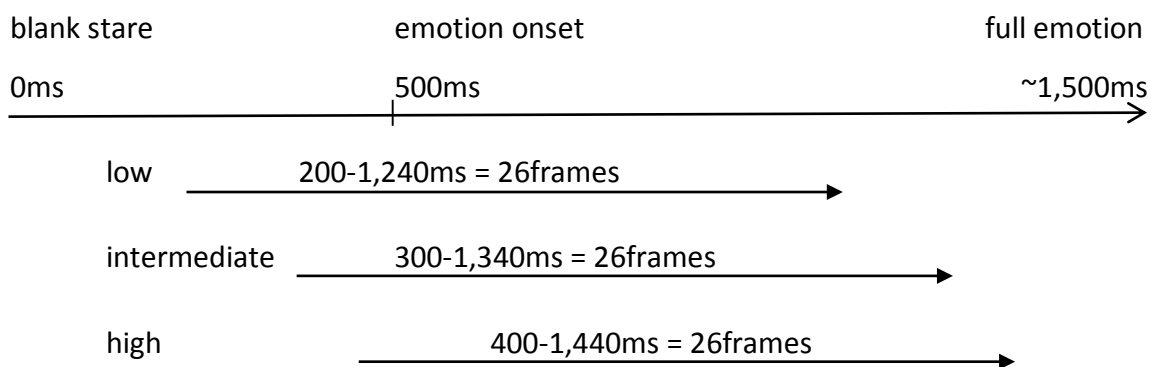 blank stare emotion onset full emotion
0ms 500ms ~1,500ms
low 200-1,240ms = 26frames
intermediate 300-1,340ms = 26frames
high 400-1,440ms = 26frames